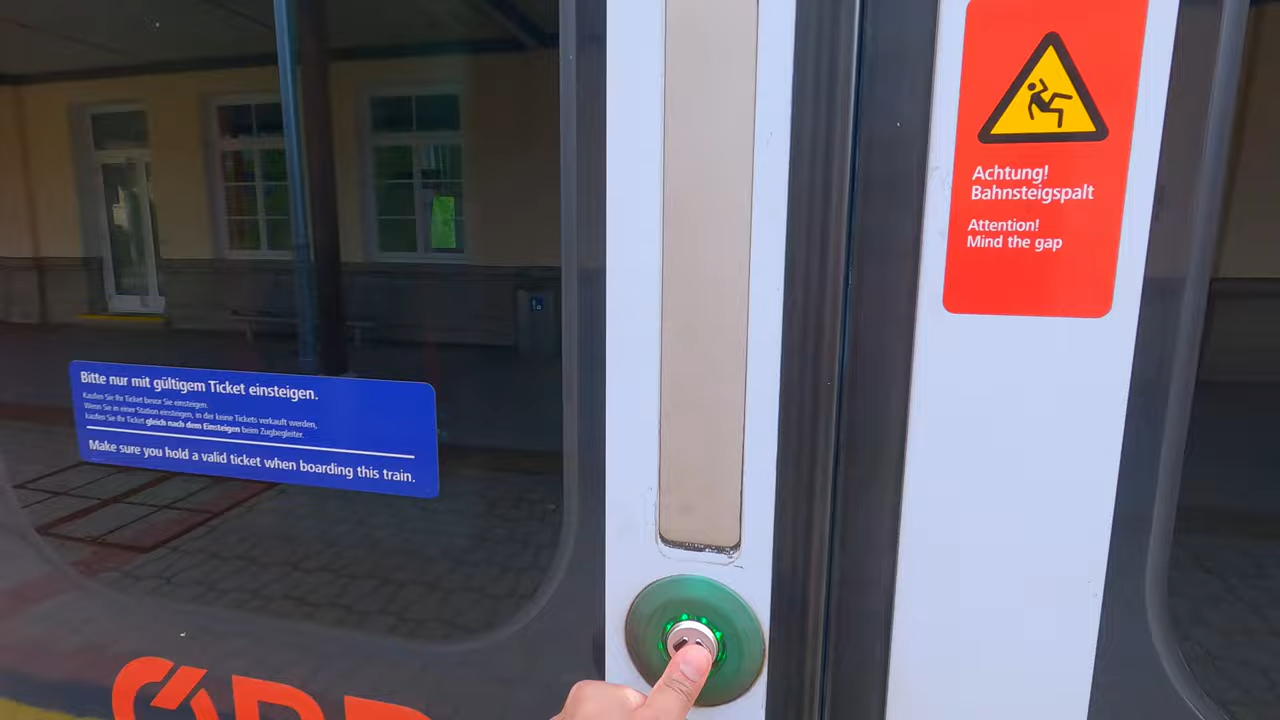 Bitte nur mit gültigem Ticket einsteigen.
Kaufen Sie Ihr Ticket bevor Sie einsteigen.
Wenn Sie in einer Station einsteigen, in der keine Tickets verkauft werden,
kaufen Sie Ihr Ticket gleich nach dem Einsteigen beim Zugbegleiter.
Make sure you hold a valid ticket when boarding this train.
Achtung!
Bahnsteigspalt
Attention!
Mind the gap
ÖBB